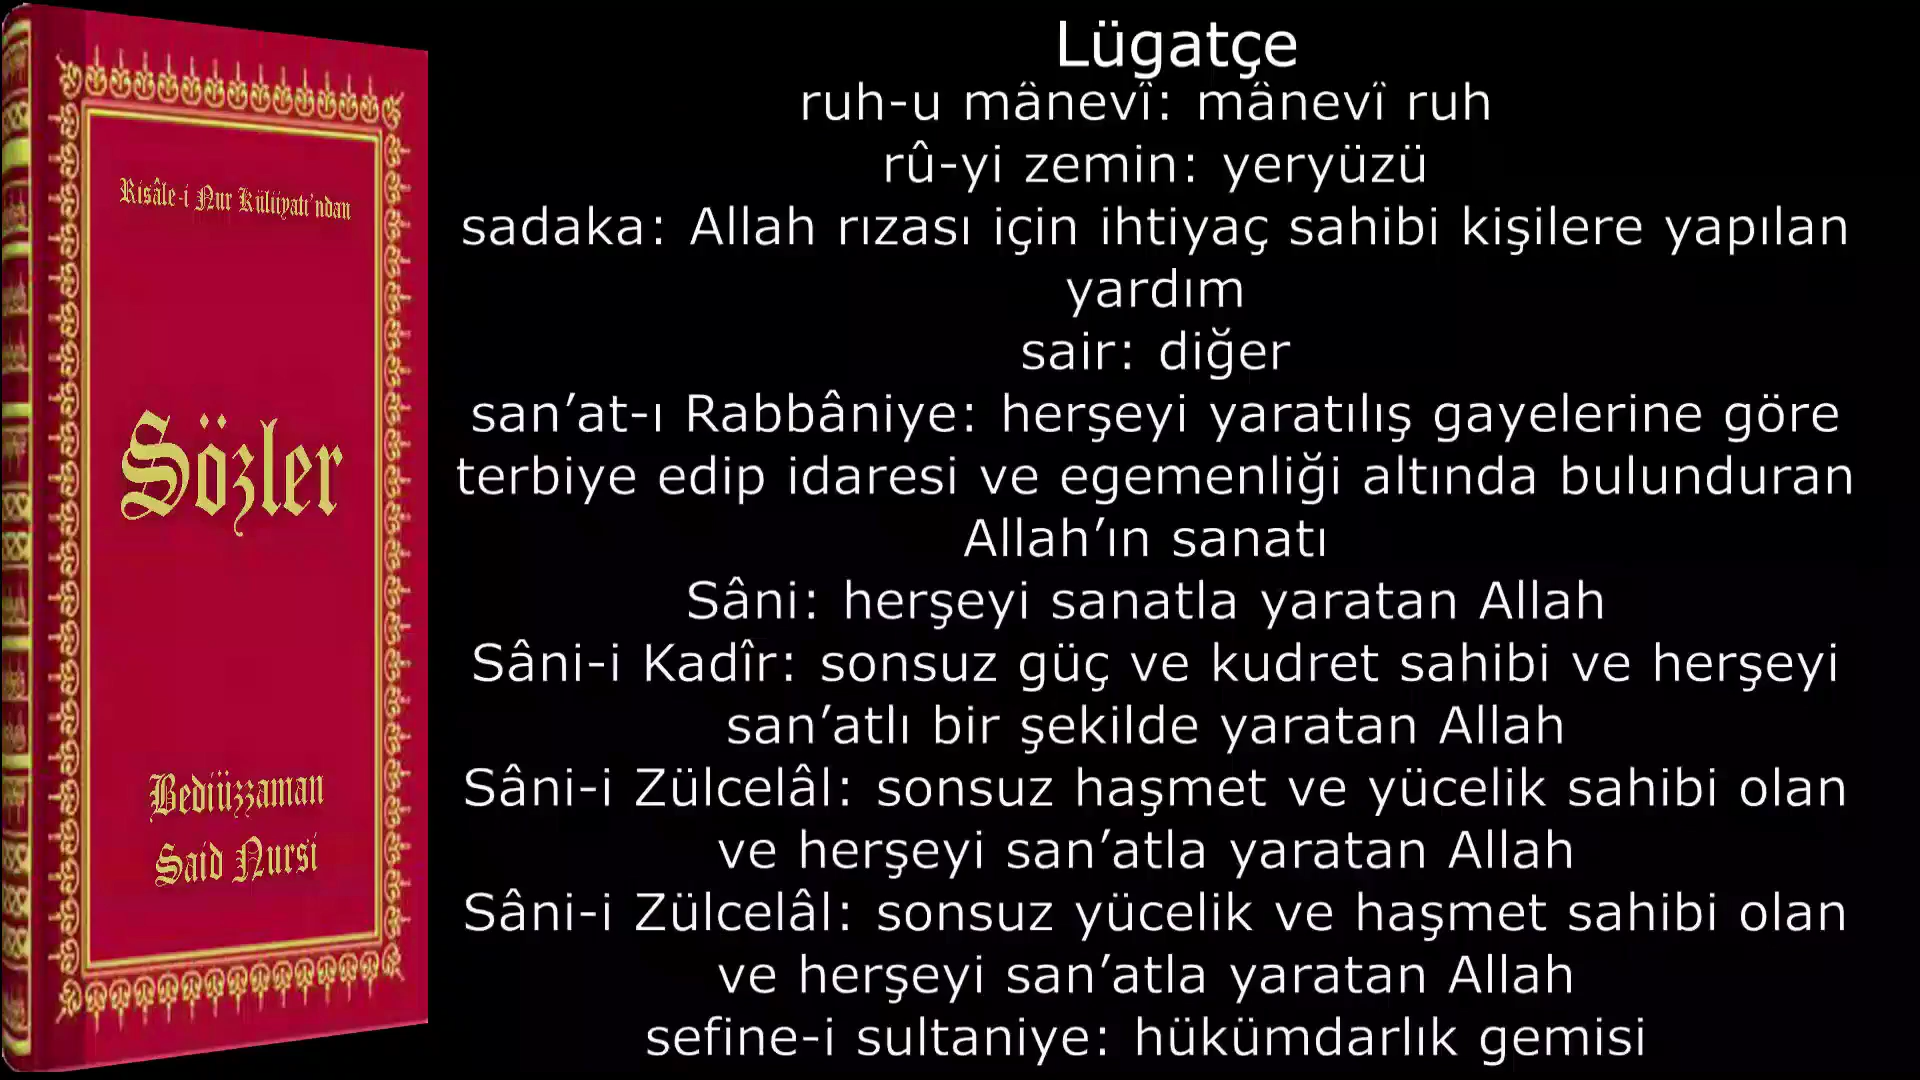 Risâle-i Nur Külliyatı'ndan
Sözler
Bediüzzaman
Said Nursi
Lügatçe
ruh-u mânevî: mânevî ruh
rû-yi zemin: yeryüzü
sadaka: Allah rızası için ihtiyaç sahibi kişilere yapılan
yardım
sair: diğer
san’at-ı Rabbâniye: herşeyi yaratılış gayelerine göre
terbiye edip idaresi ve egemenliği altında bulunduran
Allah’ın sanatı
Sâni: herşeyi sanatla yaratan Allah
Sâni-i Kadîr: sonsuz güç ve kudret sahibi ve herşeyi
san’atlı bir şekilde yaratan Allah
Sâni-i Zülcelâl: sonsuz haşmet ve yücelik sahibi olan
ve herşeyi san’atla yaratan Allah
Sâni-i Zülcelâl: sonsuz yücelik ve haşmet sahibi olan
ve herşeyi san’atla yaratan Allah
sefine-i sultaniye: hükümdarlık gemisi